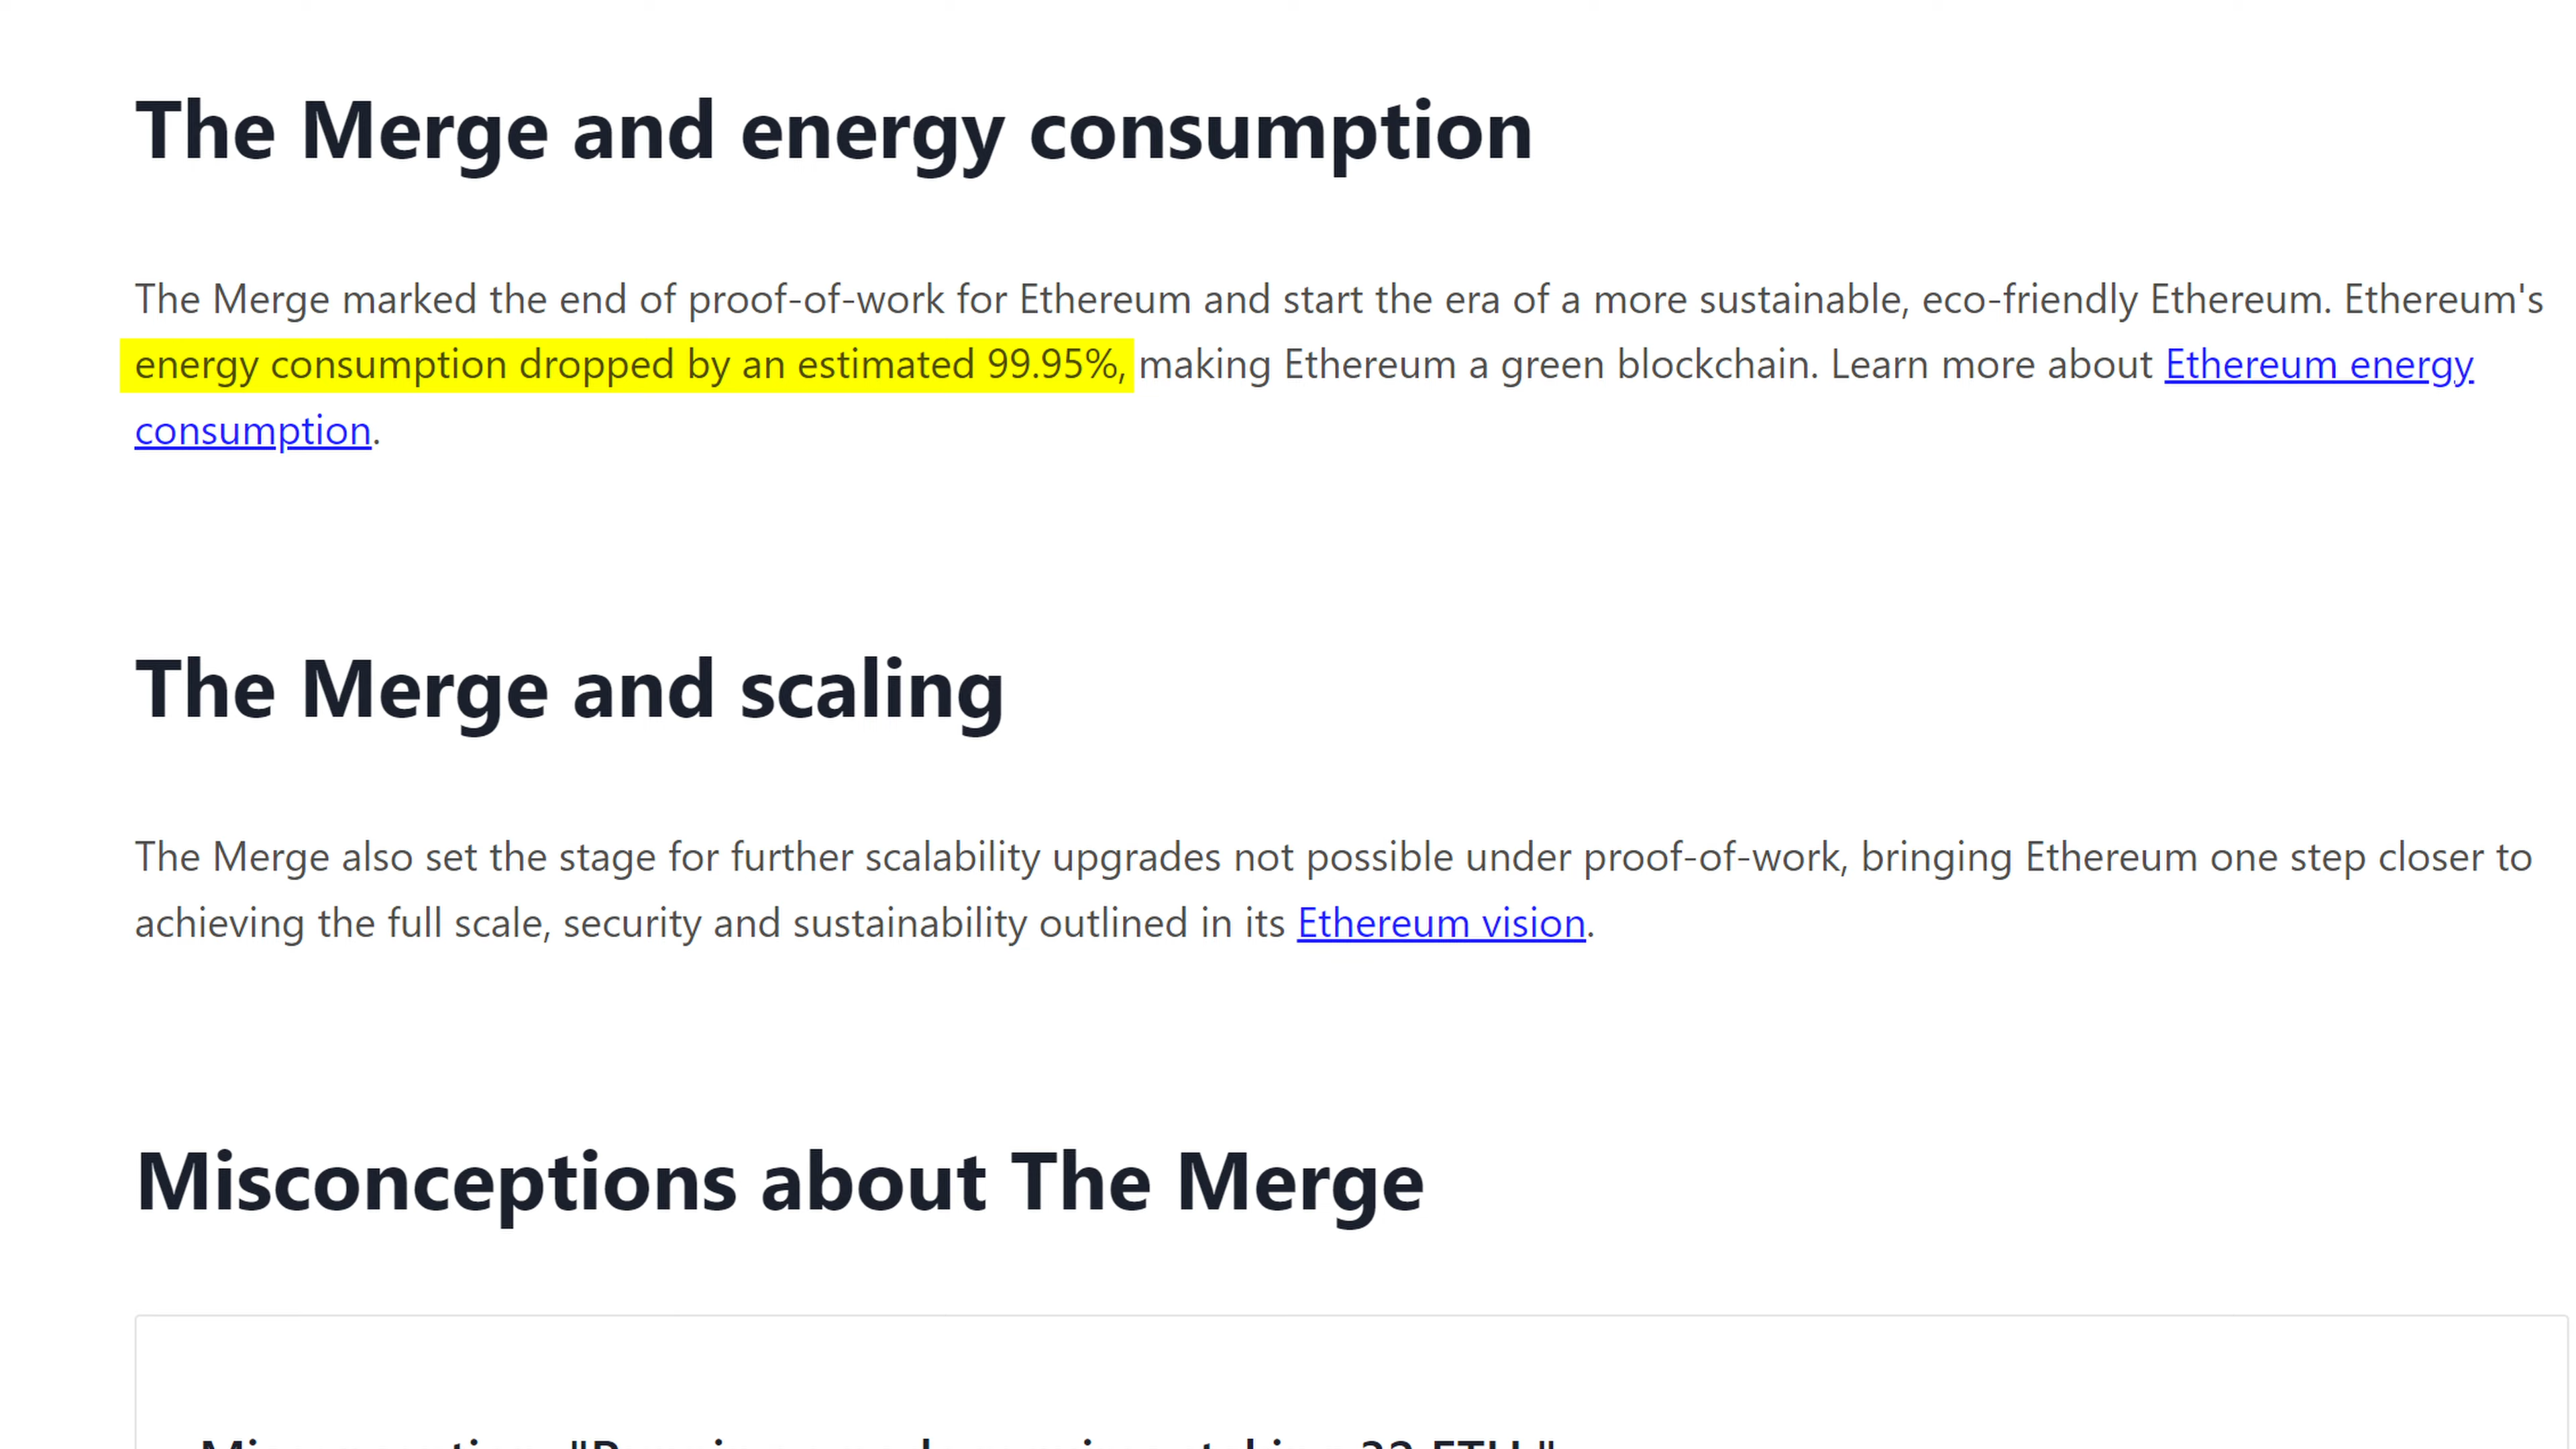 The Merge and energy consumption
The Merge marked the end of proof-of-work for Ethereum and start the era of a more sustainable, eco-friendly Ethereum. Ethereum's
energy consumption dropped by an estimated 99.95%, making Ethereum a green blockchain. Learn more about Ethereum energy
consumption.
The Merge and scaling
The Merge also set the stage for further scalability upgrades not possible under proof-of-work, bringing Ethereum one step closer to
achieving the full scale, security and sustainability outlined in its Ethereum vision.
Misconceptions about The Merge